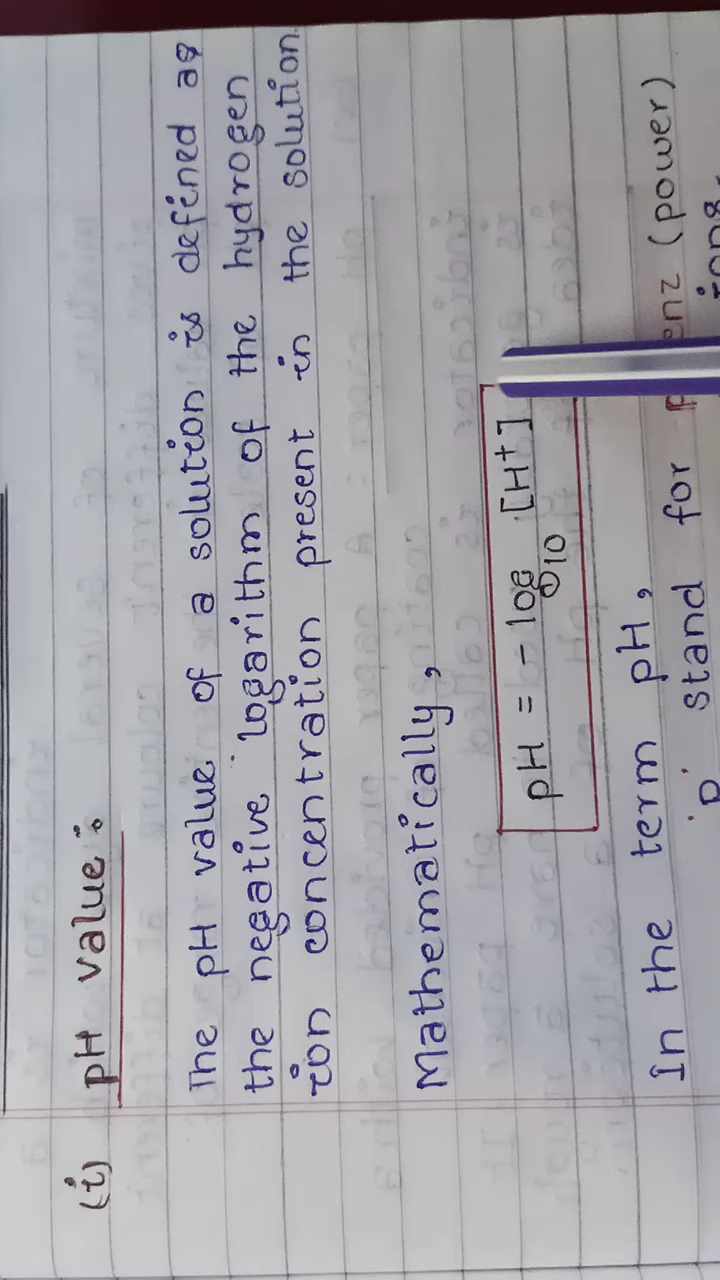 (i) pH value :
The pH value of a solution is defined as
the negative logarithm of the hydrogen
ion concentration present in the solution.
Mathematically,
pH = - log₁₀ [H⁺]
In the term pH,
'p' stand for (power)